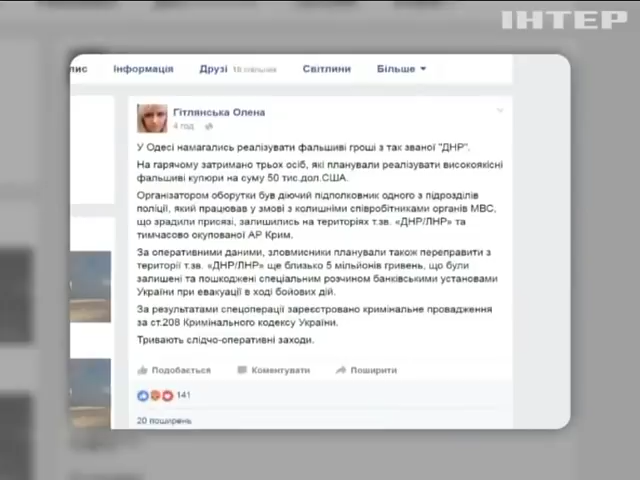 ІНТЕР
пис Інформація Друзі 16 спільних Світлини Більше
Гітлянська Олена
4 год
У Одесі намагались реалізувати фальшиві гроші з так званої "ДНР".
На гарячому затримано трьох осіб, які планували реалізувати високоякісні
фальшиві купюри на суму 50 тис.дол.США.
Організатором оборутки був діючий підполковник одного з підрозділів
поліції, який працював у змові з колишніми співробітниками органів МВС,
що зрадили присязі, залишились на територіях т.зв. «ДНР/ЛНР» та
тимчасово окупованої АР Крим.
За оперативними даними, зловмисники планували також переправити з
території т.зв. «ДНР/ЛНР» ще близько 5 мільйонів гривень, що були
залишені та пошкоджені спеціальним розчином банківськими установами
України при евакуації в ході бойових дій.
За результатами спецоперації зареєстровано кримінальне провадження
за ст.208 Кримінального кодексу України.
Тривають слідчо-оперативні заходи.
Подобається Коментувати Поширити
141
20 поширень